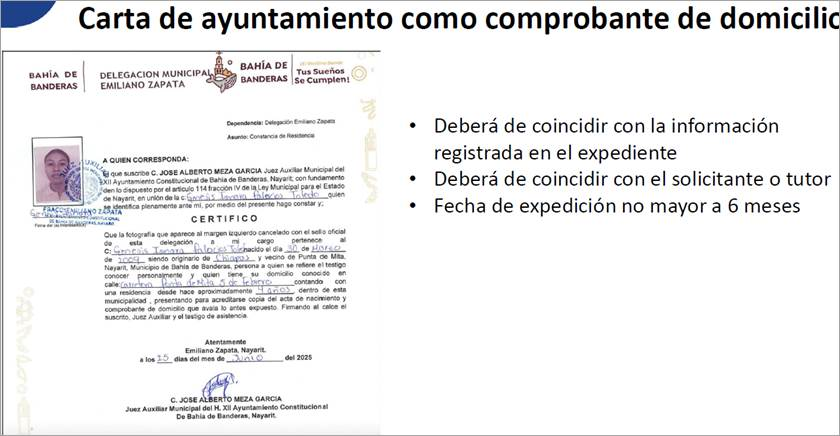 Carta de ayuntamiento como comprobante de domicilio
BAHÍA DE
BANDERAS
DELEGACION MUNICIPAL
EMILIANO ZAPATA
BAHÍA DE
BANDERAS
Tus Sueños
Se Cumplen!
Dependencia: Delegación Emiliano Zapata
Asunto: Constancia de Residencia
A QUIEN CORRESPONDA:
El que suscribe C. JOSE ALBERTO MEZA GARCIA Juez Auxiliar Municipal del
XII Ayuntamiento Constitucional de Bahía de Banderas, Nayarit; con fundamento
en lo dispuesto por el articulo 114 fracción IV de la Ley Municipal para el Estado
de Nayarit, en unión de la c: Genesis Tamara Palacios Toledo quien
se identifica plenamente ante mi, por medio del presente hago constar y;
EMILIANO ZAPATA
CERTIFICO
Que la fotografía que aparece al margen izquierdo cancelado con el sello oficial
de esta delegación a mi cargo pertenece al
C: Genesis Tamara Palacios nacido el día 30 de Marzo
de 2009 siendo originario de Chiapas y vecino de Punta de Mita,
Nayarit, Municipio de Bahía de Banderas, persona a quien se refiere el testigo
conocer personalmente y quien tiene su domicilio conocido en
calle: carretera Punta de Mita 5 de febrero contando con
una residencia desde hace aproximadamente 4 años dentro de esta
municipalidad , presentando para acreditarse copia del acta de nacimiento y
comprobante de domicilio que avala lo antes expuesto. Firmando al calce el
suscrito, Juez Auxiliar y el testigo de asistencia.
Atentamente
Emiliano Zapata, Nayarit.
a los 25 días del mes de Junio del 2025
C. JOSE ALBERTO MEZA GARCIA
Juez Auxiliar Municipal del H. XII Ayuntamiento Constitucional
De Bahía de Banderas, Nayarit.
• Deberá de coincidir con la información
registrada en el expediente
• Deberá de coincidir con el solicitante o tutor
• Fecha de expedición no mayor a 6 meses